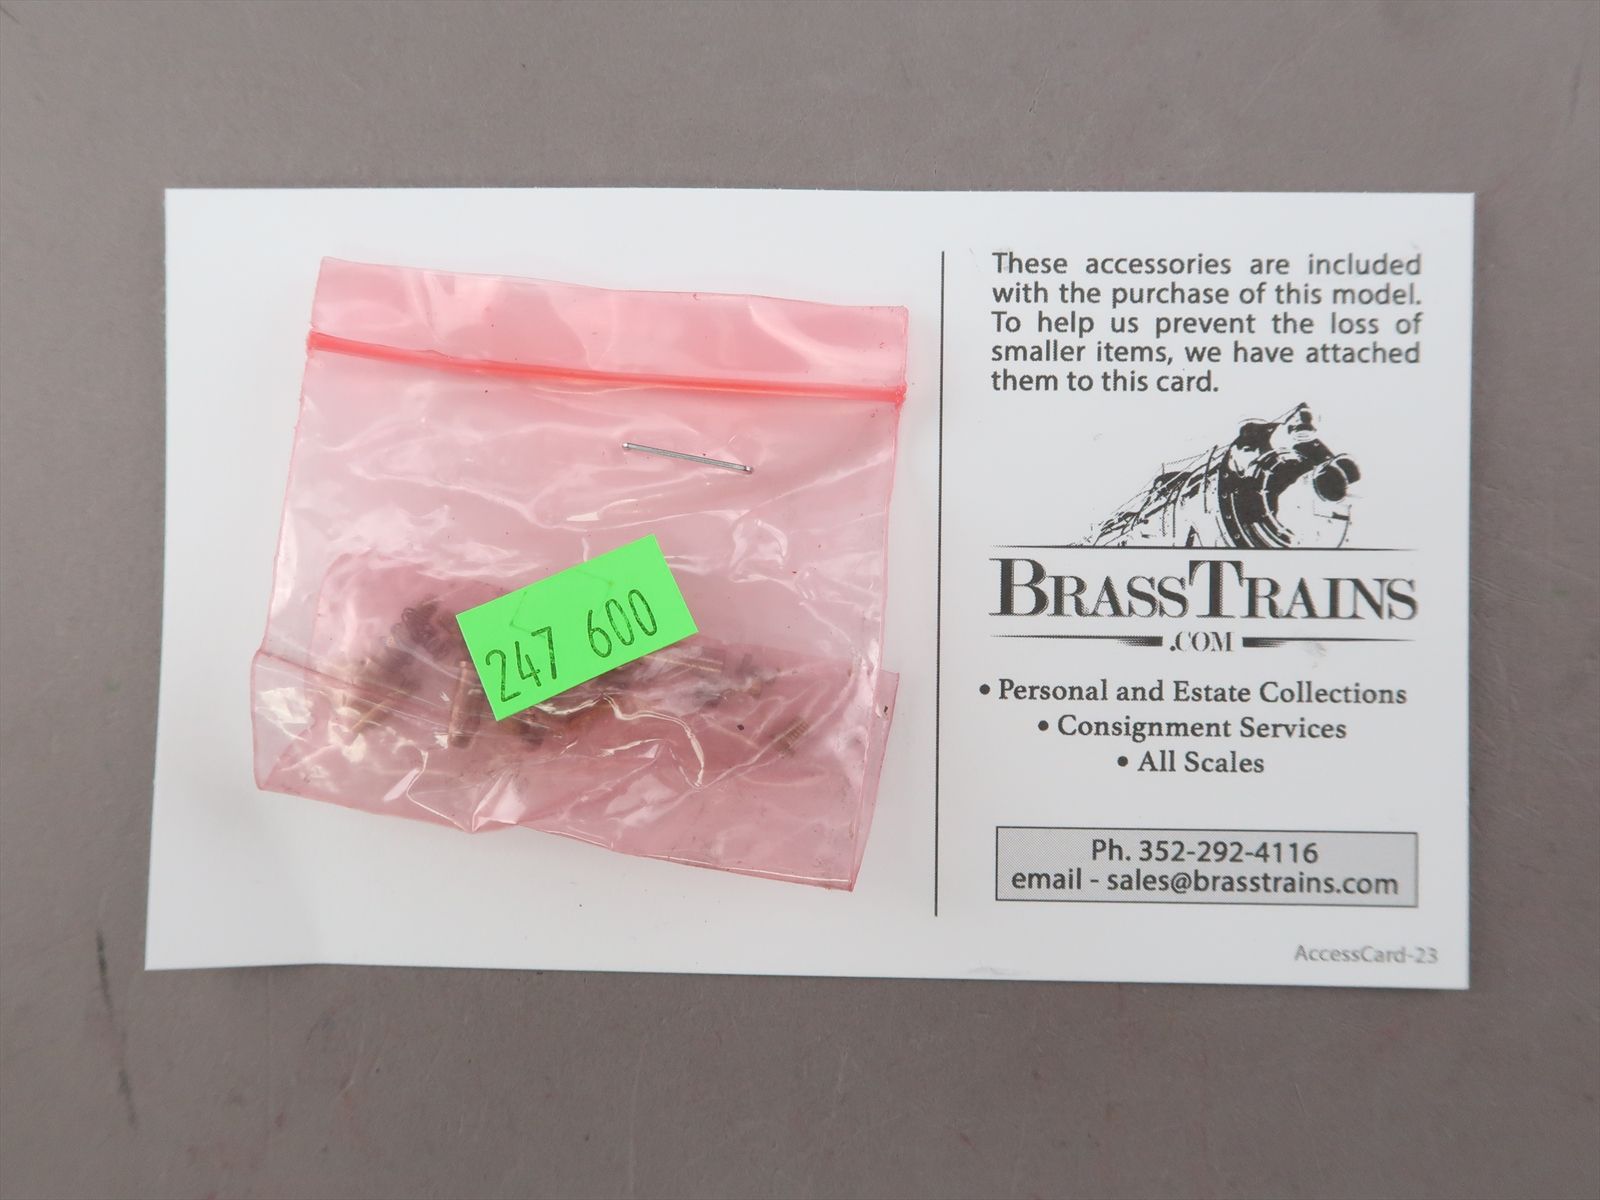 247 600
These accessories are included
with the purchase of this model.
To help us prevent the loss of
smaller items, we have attached
them to this card.
BRASSTRAINS
.COM
• Personal and Estate Collections
• Consignment Services
• All Scales
Ph. 352-292-4116
email - sales@brasstrains.com
AccessCard-23